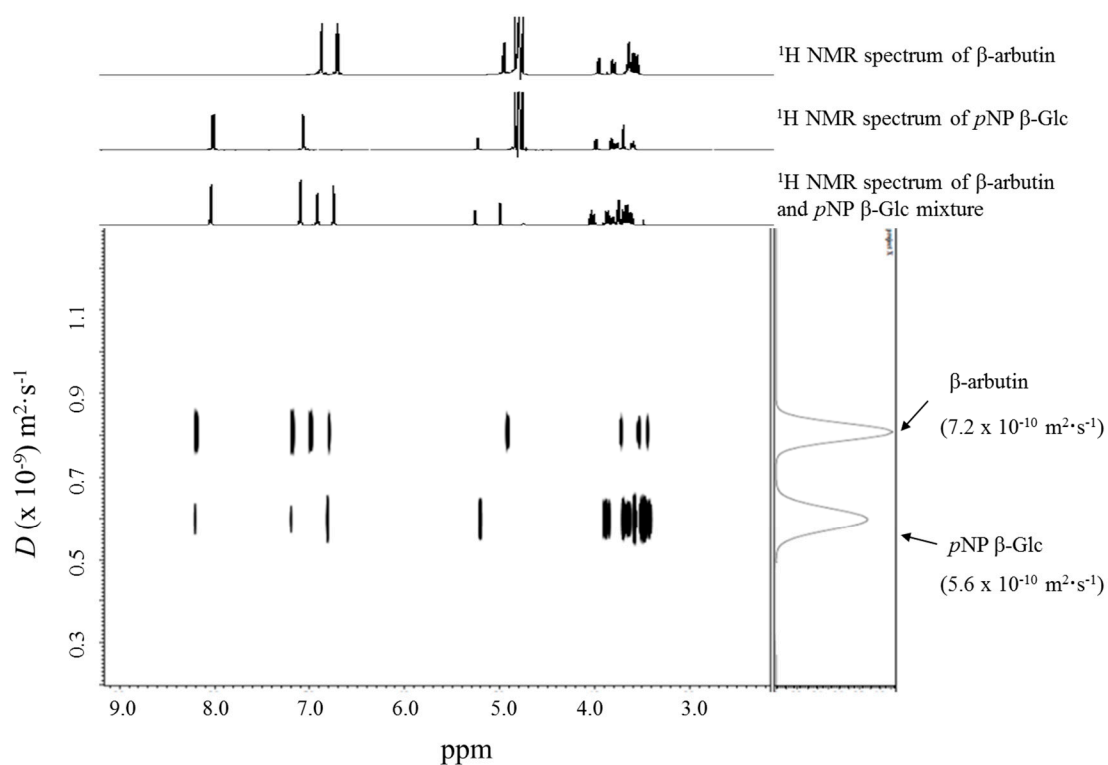 ¹H NMR spectrum of β-arbutin
¹H NMR spectrum of pNP β-Glc
¹H NMR spectrum of β-arbutin
and pNP β-Glc mixture
1.1
0.9
0.7
0.5
0.3
D (x 10⁻⁹) m²·s⁻¹
β-arbutin
(7.2 x 10⁻¹⁰ m²·s⁻¹)
pNP β-Glc
(5.6 x 10⁻¹⁰ m²·s⁻¹)
9.0 8.0 7.0 6.0 5.0 4.0 3.0
ppm